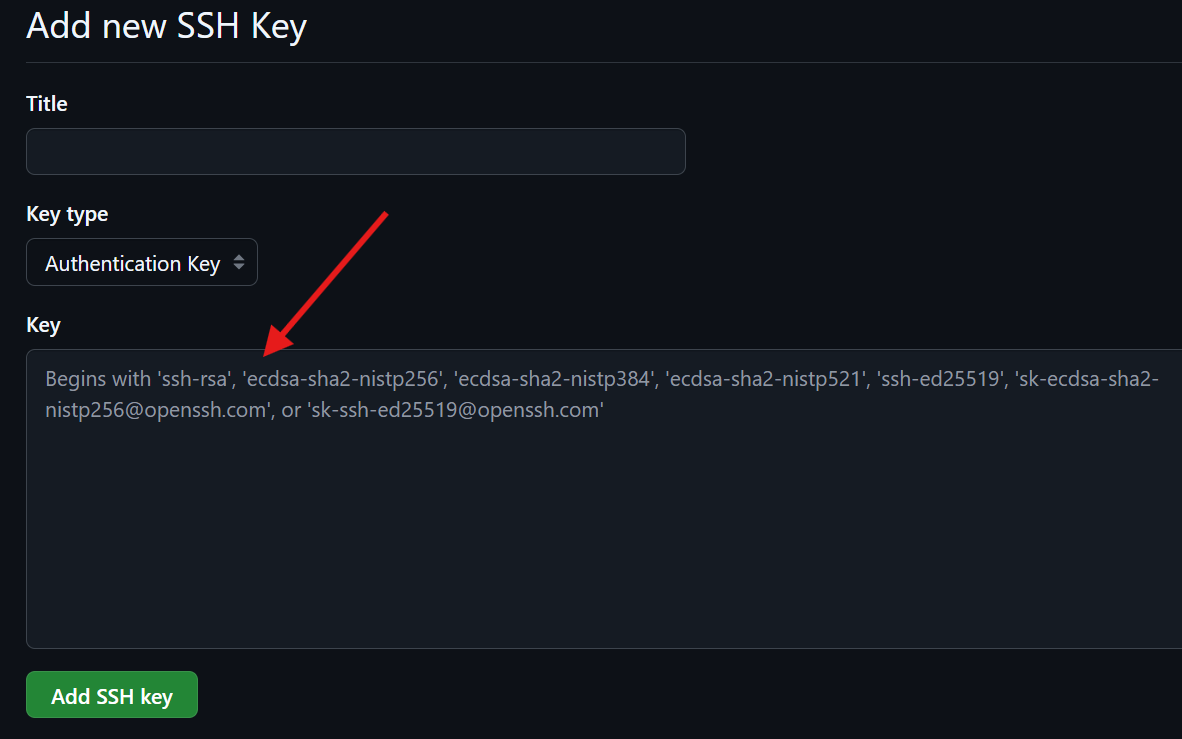 Add new SSH Key
Title
Key type
Authentication Key
Key
Begins with 'ssh-rsa', 'ecdsa-sha2-nistp256', 'ecdsa-sha2-nistp384', 'ecdsa-sha2-nistp521', 'ssh-ed25519', 'sk-ecdsa-sha2-
nistp256@openssh.com', or 'sk-ssh-ed25519@openssh.com'
Add SSH key